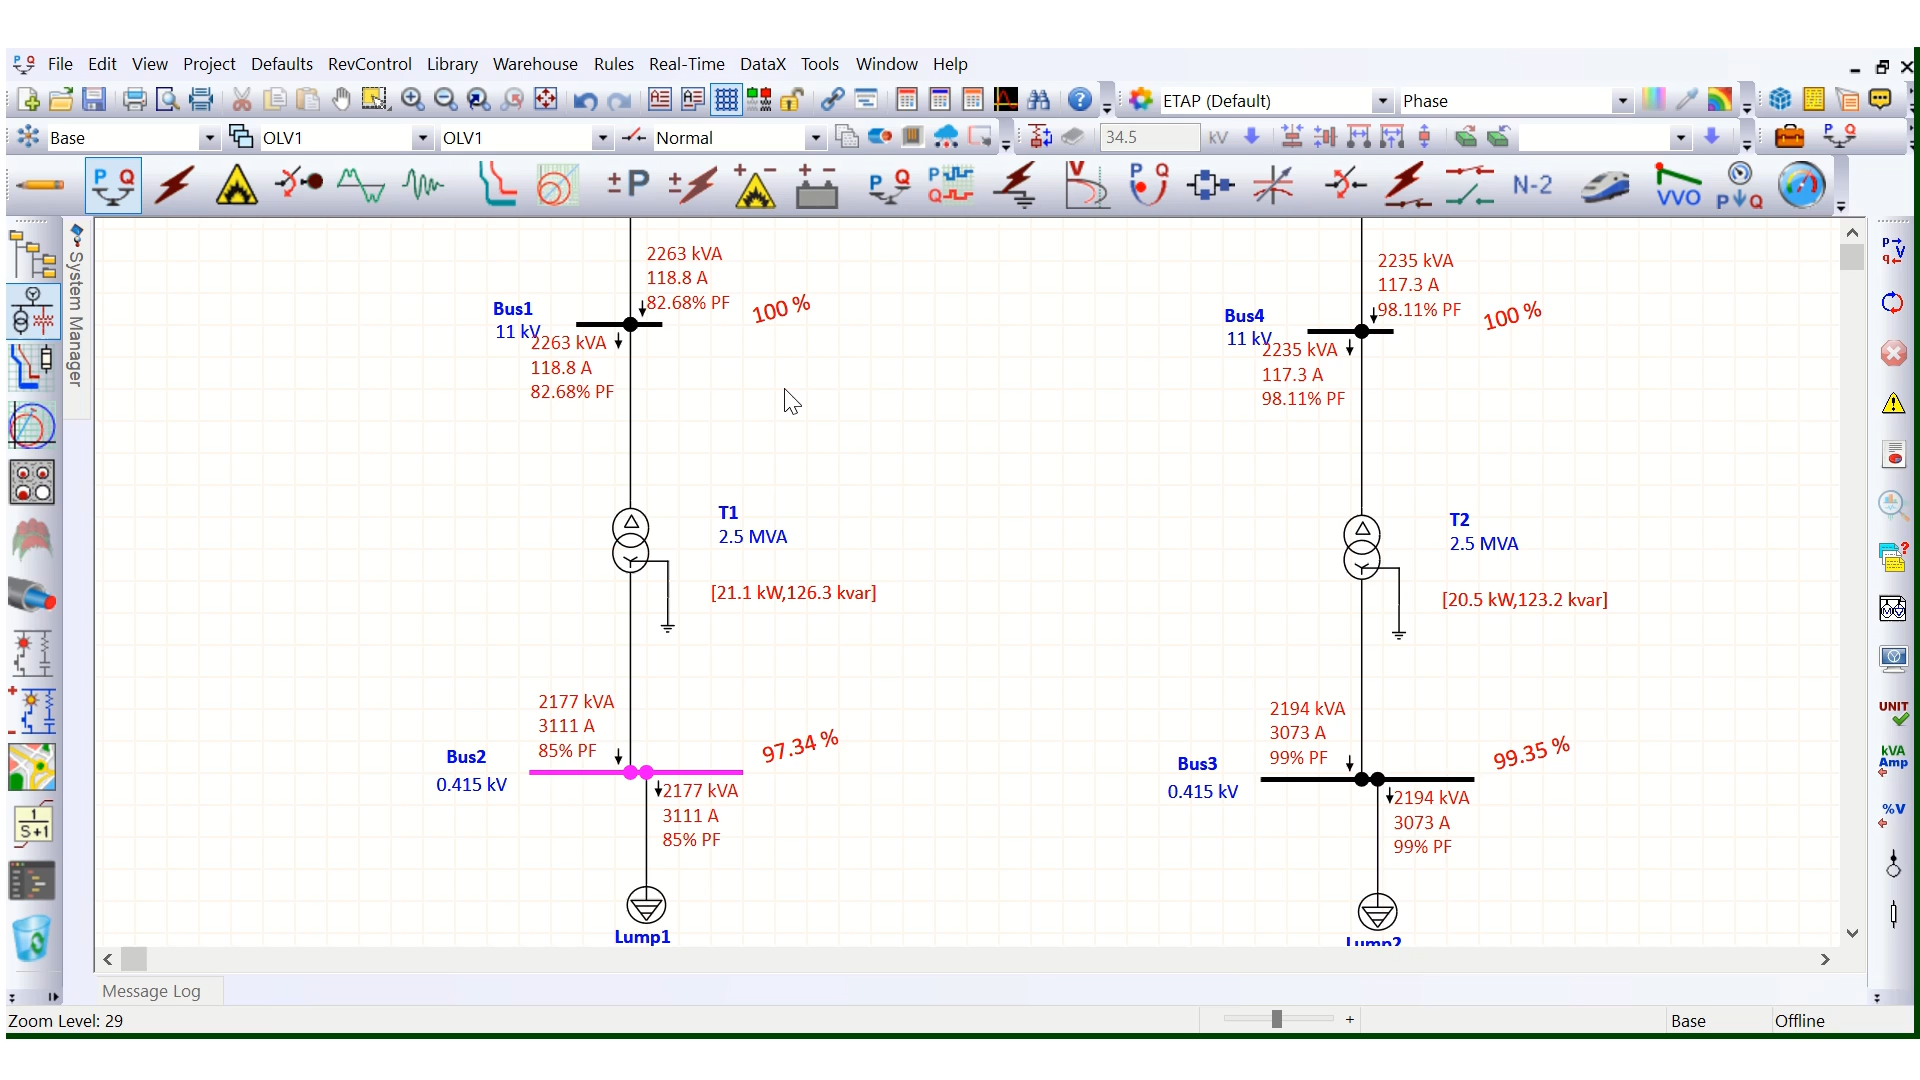 File Edit View Project Defaults RevControl Library Warehouse Rules Real-Time DataX Tools Window Help
ETAP (Default) Phase
Base OLV1 OLV1 Normal 34.5 kV
P Q ± P P Q P Q V P Q N-2 VVO P Q
System Manager
2263 kVA
118.8 A
82.68% PF
100 %
Bus1
11 kV
2263 kVA
118.8 A
82.68% PF
T1
2.5 MVA
[21.1 kW,126.3 kvar]
2177 kVA
3111 A
85% PF
97.34 %
Bus2
0.415 kV
2177 kVA
3111 A
85% PF
Lump1
2235 kVA
117.3 A
98.11% PF
100 %
Bus4
11 kV
2235 kVA
117.3 A
98.11% PF
T2
2.5 MVA
[20.5 kW,123.2 kvar]
2194 kVA
3073 A
99% PF
99.35 %
Bus3
0.415 kV
2194 kVA
3073 A
99% PF
Lump2
1
S+1
UNIT
kVA
Amp
%V
Message Log
Zoom Level: 29
Base Offline